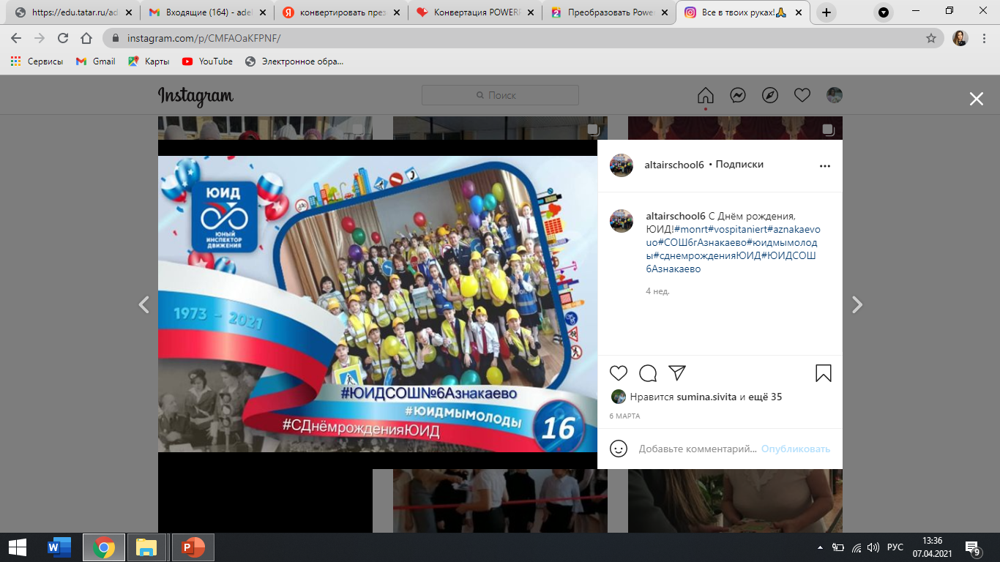 https://edu.tatar.ru/ad
Входящие (164) - adel
конвертировать през
Конвертация POWERP
Преобразовать Power
Все в твоих руках!🙏
instagram.com/p/CMFAOaKFPNF/
Сервисы
Gmail
Карты
YouTube
Электронное обра...
Instagram
Поиск
altairschool6 • Подписки
altairschool6 С Днём рождения,
ЮИД!#monrt#vospitaniert#aznakaevo
uo#СОШ6гАзнакаево#юидмымолод
ы#сднемрожденияЮИД#ЮИДСОШ
6Азнакаево
4 нед.
ЮИД
ЮНЫЙ
ИНСПЕКТОР
ДВИЖЕНИЯ
1973 - 2021
#ЮИДСОШ№6Азнакаево
#ЮИДМЫМОЛОДЫ
#СДнёмрожденияЮИД
16
Нравится sumina.sivita и ещё 35
6 МАРТА
Добавьте комментарий...
Опубликовать
РУС
13:36
07.04.2021
9